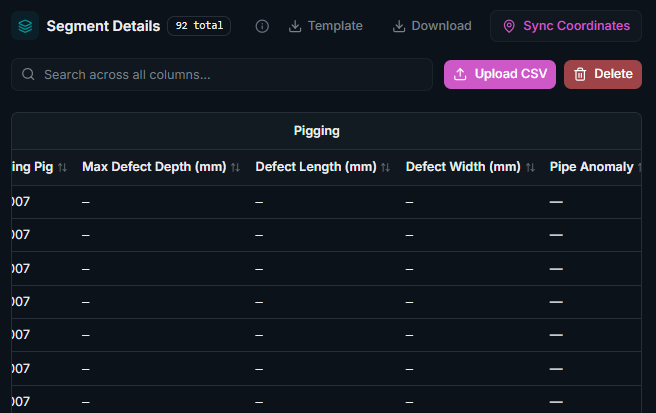 Segment Details 92 total Template Download Sync Coordinates
Search across all columns... Upload CSV Delete
Pigging
ing Pig Max Defect Depth (mm) Defect Length (mm) Defect Width (mm) Pipe Anomaly
007 – – – —
007 – – – —
007 – – – —
007 – – – —
007 – – – —
007 – – – —
007 – – – —